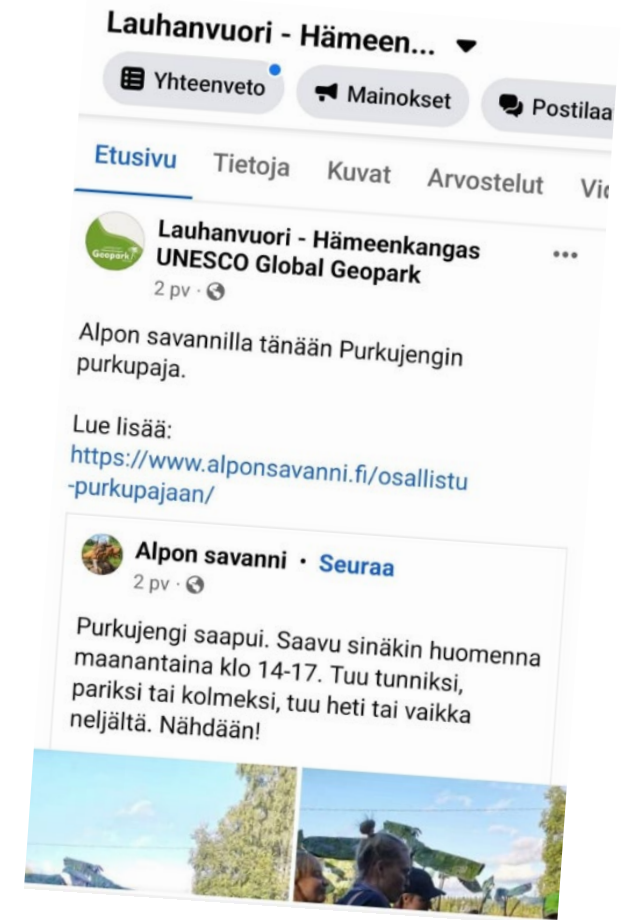 Lauhanvuori - Hämeen...
Yhteenveto
Mainokset
Etusivu
Tietoja
Kuvat
Arvostelut
Geopark
Lauhanvuori - Hämeenkangas
UNESCO Global Geopark
2 pv ·
Alpon savannilla tänään Purkujengin
purkupaja.
Lue lisää:
https://www.alponsavanni.fi/osallistu
-purkupajaan/
Alpon savanni · Seuraa
2 pv ·
Purkujengi saapui. Saavu sinäkin huomenna
maanantaina klo 14-17. Tuu tunniksi,
pariksi tai kolmeksi, tuu heti tai vaikka
neljältä. Nähdään!